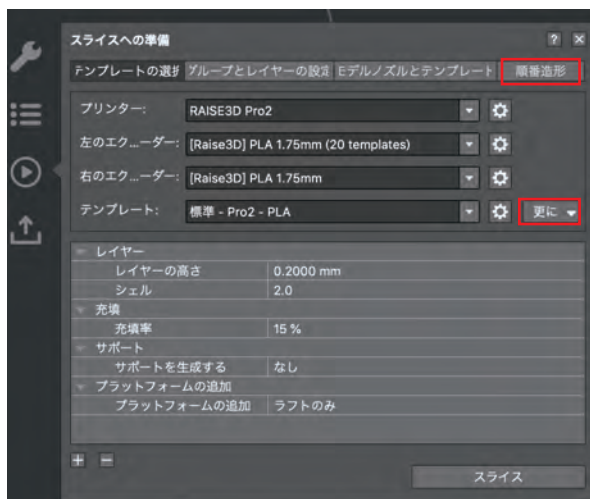 スライスへの準備
? ×
テンプレートの選択 グループとレイヤーの設定 モデルノズルとテンプレート 順番造形
プリンター: RAISE3D Pro2
左のエク...ーダー: [Raise3D] PLA 1.75mm (20 templates)
右のエク...ーダー: [Raise3D] PLA 1.75mm
テンプレート: 標準 - Pro2 - PLA 更に
レイヤー
レイヤーの高さ 0.2000 mm
シェル 2.0
充填
充填率 15 %
サポート
サポートを生成する なし
プラットフォームの追加
プラットフォームの追加 ラフトのみ
+ −
スライス